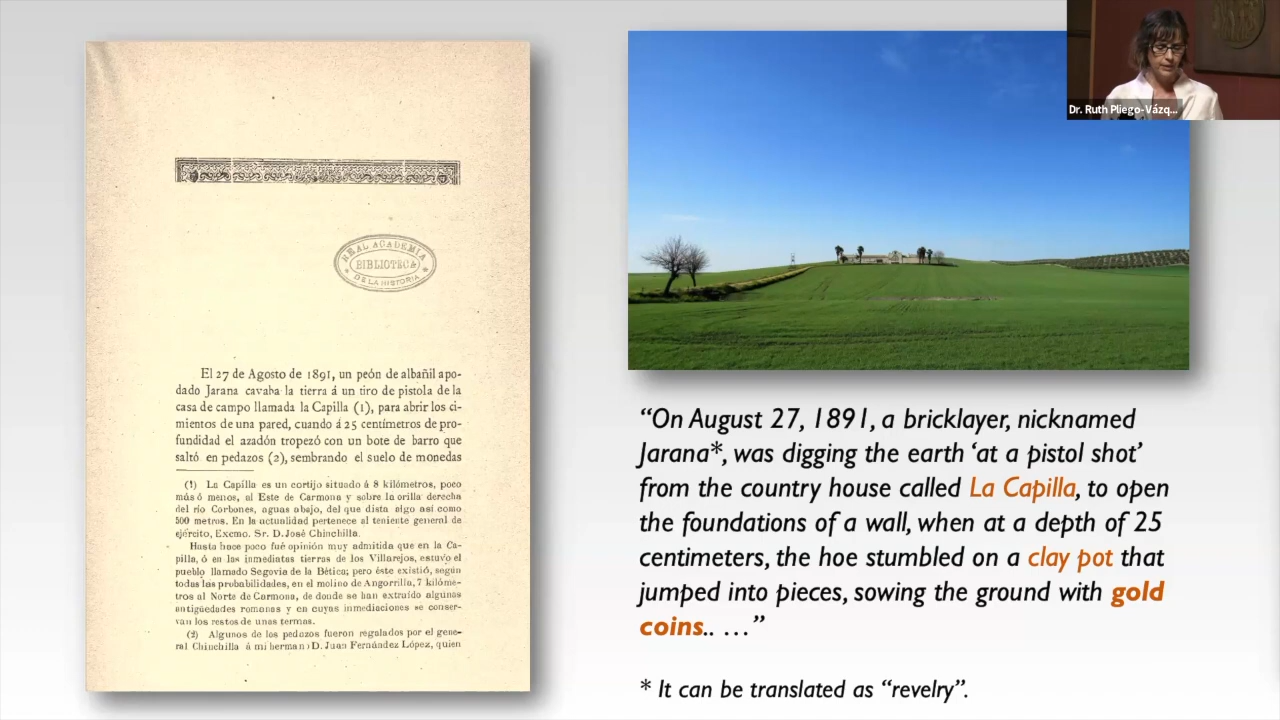 REAL ACADEMIA
BIBLIOTECA
DE LA HISTORIA
El 27 de Agosto de 1891, un peón de albañil apo-
dado Jarana cavaba la tierra á un tiro de pistola de la
casa de campo llamada la Capilla (1), para abrir los ci-
mientos de una pared, cuando á 25 centímetros de pro-
fundidad el azadón tropezó con un bote de barro que
saltó en pedazos (2), sembrando el suelo de monedas
(1) La Capilla es un cortijo situado á 8 kilómetros, poco
más ó menos, al Este de Carmona y sobre la orilla derecha
del río Corbones, aguas abajo, del que dista algo así como
500 metros. En la actualidad pertenece al teniente general de
ejército, Excmo. Sr. D. José Chinchilla.
Hasta hace poco fué opinión muy admitida que en la Ca-
pilla, ó en las inmediatas tierras de los Villarejos, estuvo el
pueblo llamado Segovia de la Bética; pero éste existió, según
todas las probabilidades, en el molino de Angorrilla, 7 kilóme-
tros al Norte de Carmona, de donde se han extraído algunas
antigüedades romanas y en cuyas inmediaciones se conser-
van los restos de unas termas.
(2) Algunos de los pedazos fueron regalados por el gene-
ral Chinchilla á mi hermano D. Juan Fernández López, quien
Dr. Ruth Pliego-Vázq...
“On August 27, 1891, a bricklayer, nicknamed
Jarana*, was digging the earth ‘at a pistol shot’
from the country house called La Capilla, to open
the foundations of a wall, when at a depth of 25
centimeters, the hoe stumbled on a clay pot that
jumped into pieces, sowing the ground with gold
coins.. …”
* It can be translated as “revelry”.